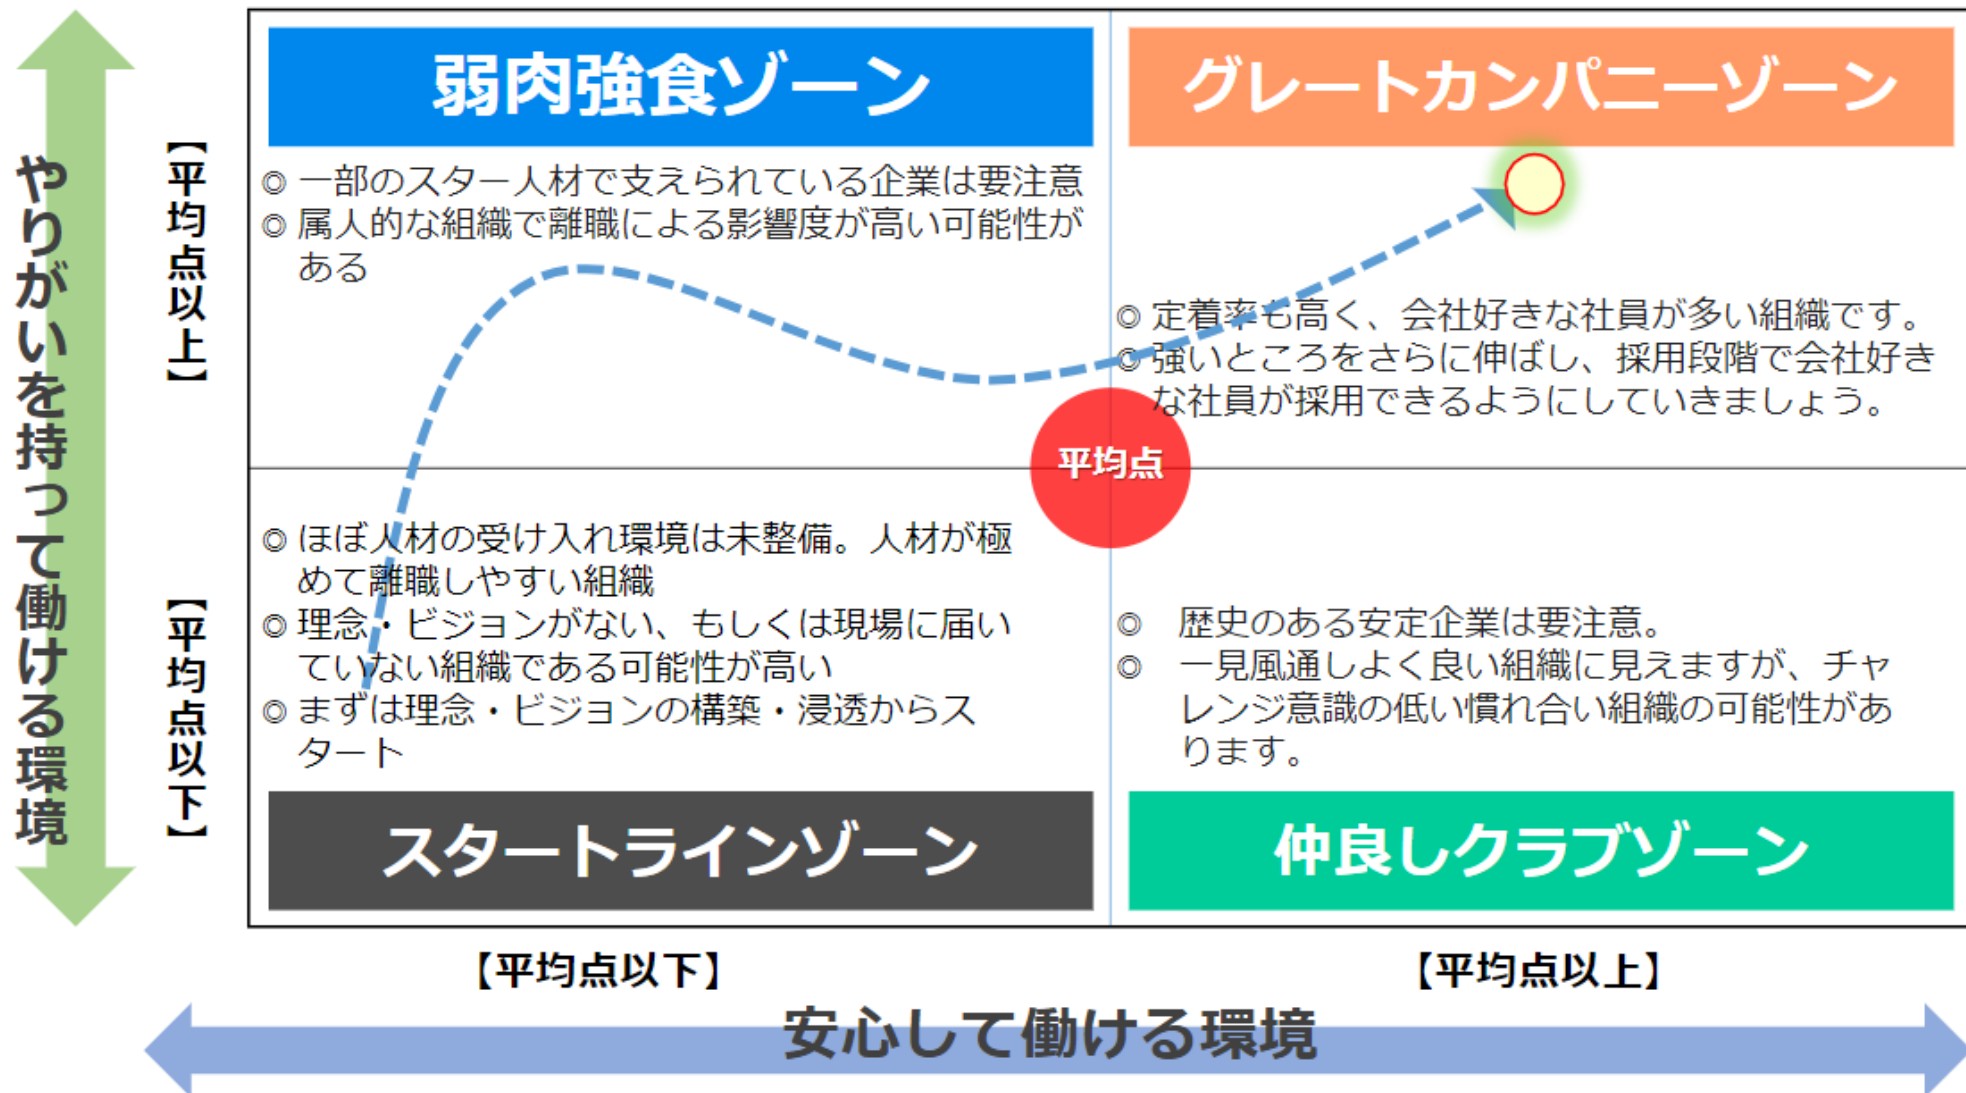 やりがいを持って働ける環境
【平均点以上】
【平均点以下】
弱肉強食ゾーン
◎ 一部のスター人材で支えられている企業は要注意
◎ 属人的な組織で離職による影響度が高い可能性が
ある
グレートカンパニーゾーン
◎ 定着率も高く、会社好きな社員が多い組織です。
◎ 強いところをさらに伸ばし、採用段階で会社好き
な社員が採用できるようにしていきましょう。
平均点
◎ ほぼ人材の受け入れ環境は未整備。人材が極
めて離職しやすい組織
◎ 理念・ビジョンがない、もしくは現場に届い
ていない組織である可能性が高い
◎ まずは理念・ビジョンの構築・浸透からス
タート
スタートラインゾーン
◎ 歴史のある安定企業は要注意。
◎ 一見風通しよく良い組織に見えますが、チャ
レンジ意識の低い慣れ合い組織の可能性があ
ります。
仲良しクラブゾーン
【平均点以下】
【平均点以上】
安心して働ける環境